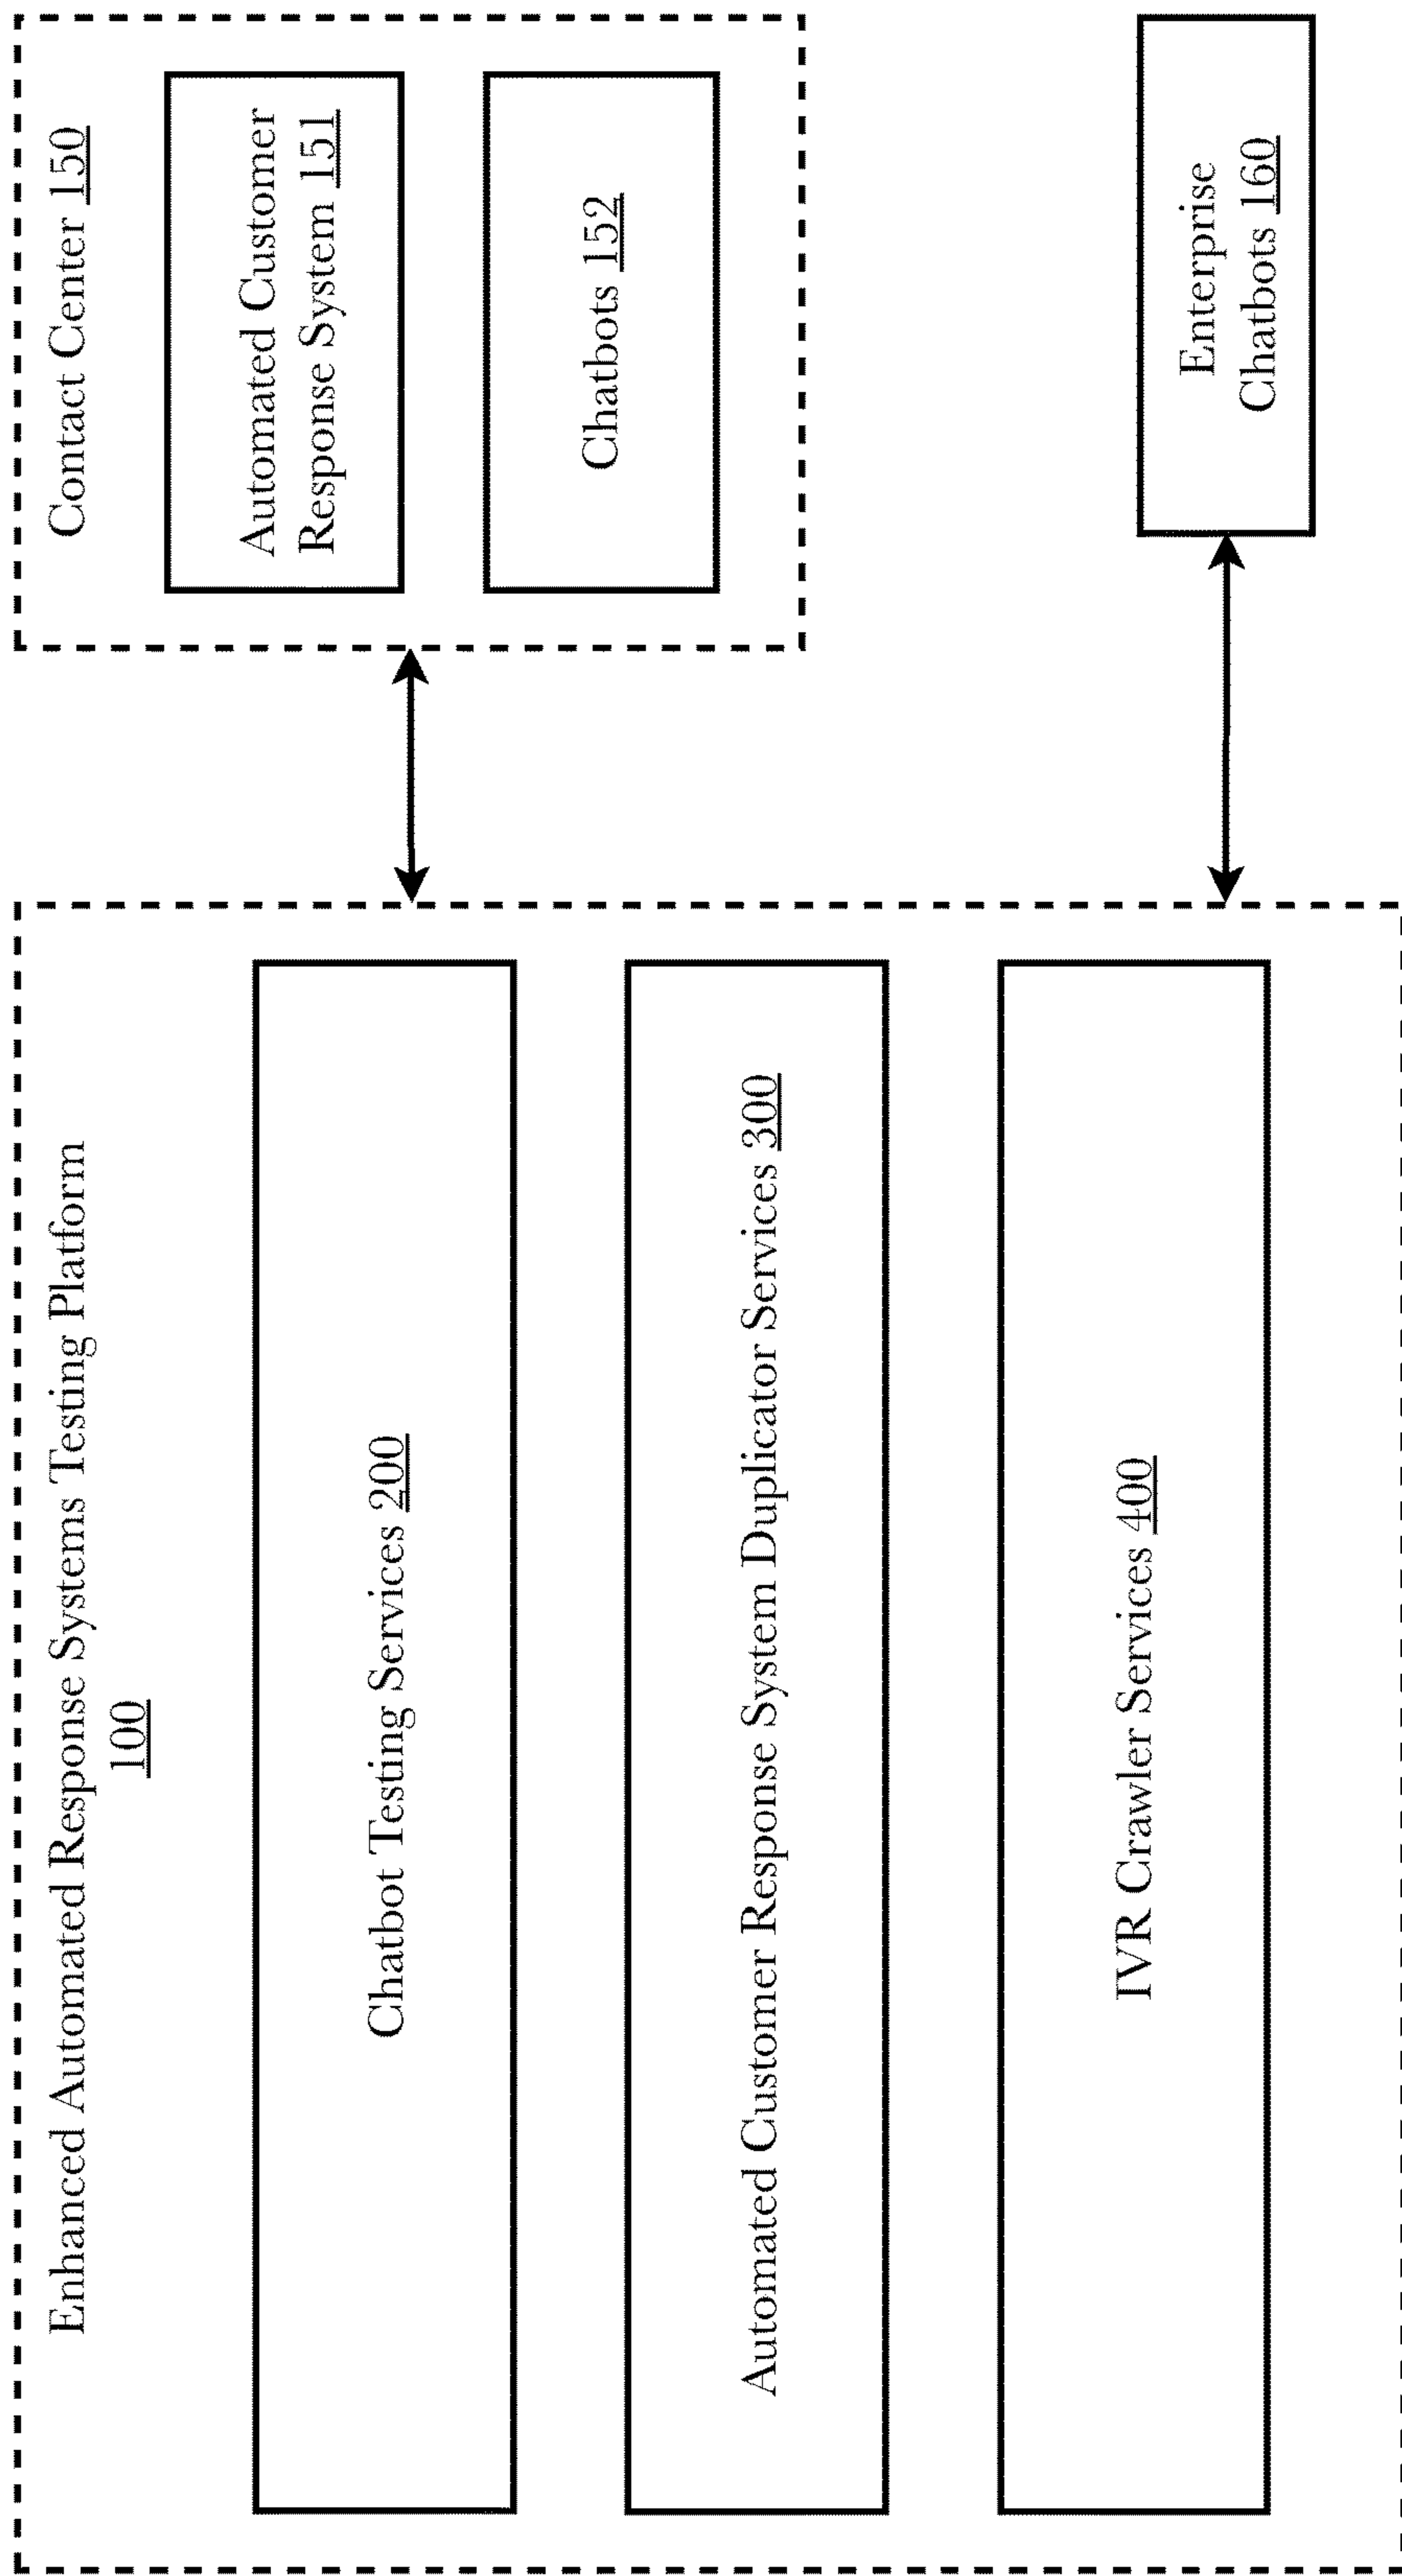 Enhanced Automated Response Systems Testing Platform
100
Chatbot Testing Services 200
Automated Customer Response System Duplicator Services 300
IVR Crawler Services 400
Contact Center 150
Automated Customer
Response System 151
Chatbots 152
Enterprise
Chatbots 160